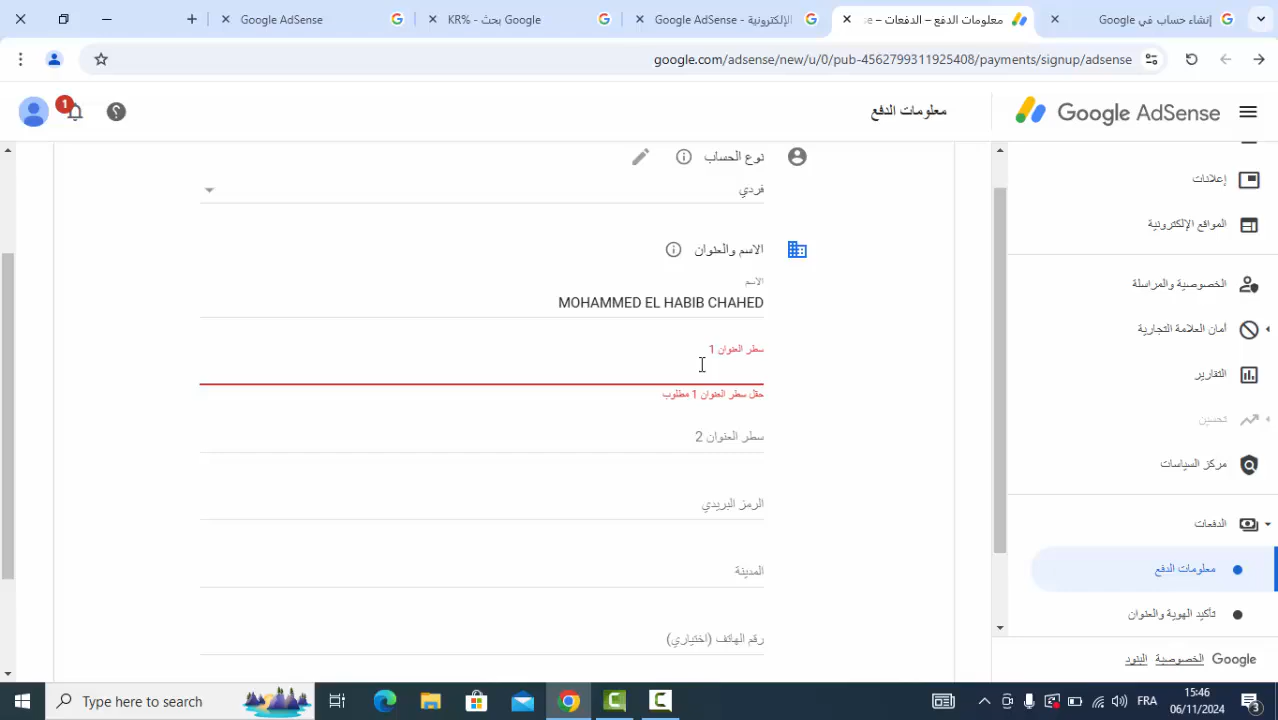 Google AdSense
KR% - بحث Google
الإلكترونية - Google AdSense
معلومات الدفع – الدفعات –
إنشاء حساب في Google
google.com/adsense/new/u/0/pub-4562799311925408/payments/signup/adsense
1
معلومات الدفع
Google AdSense
نوع الحساب
فردي
الاسم والعنوان
الاسم
MOHAMMED EL HABIB CHAHED
سطر العنوان 1
حقل سطر العنوان 1 مطلوب
سطر العنوان 2
الرمز البريدي
المدينة
رقم الهاتف (اختياري)
إعلانات
المواقع الإلكترونية
الخصوصية والمراسلة
أمان العلامة التجارية
التقارير
تحسين
مركز السياسات
الدفعات
معلومات الدفع
تأكيد الهوية والعنوان
Google الخصوصية البنود
Type here to search
FRA
15:46
06/11/2024
3